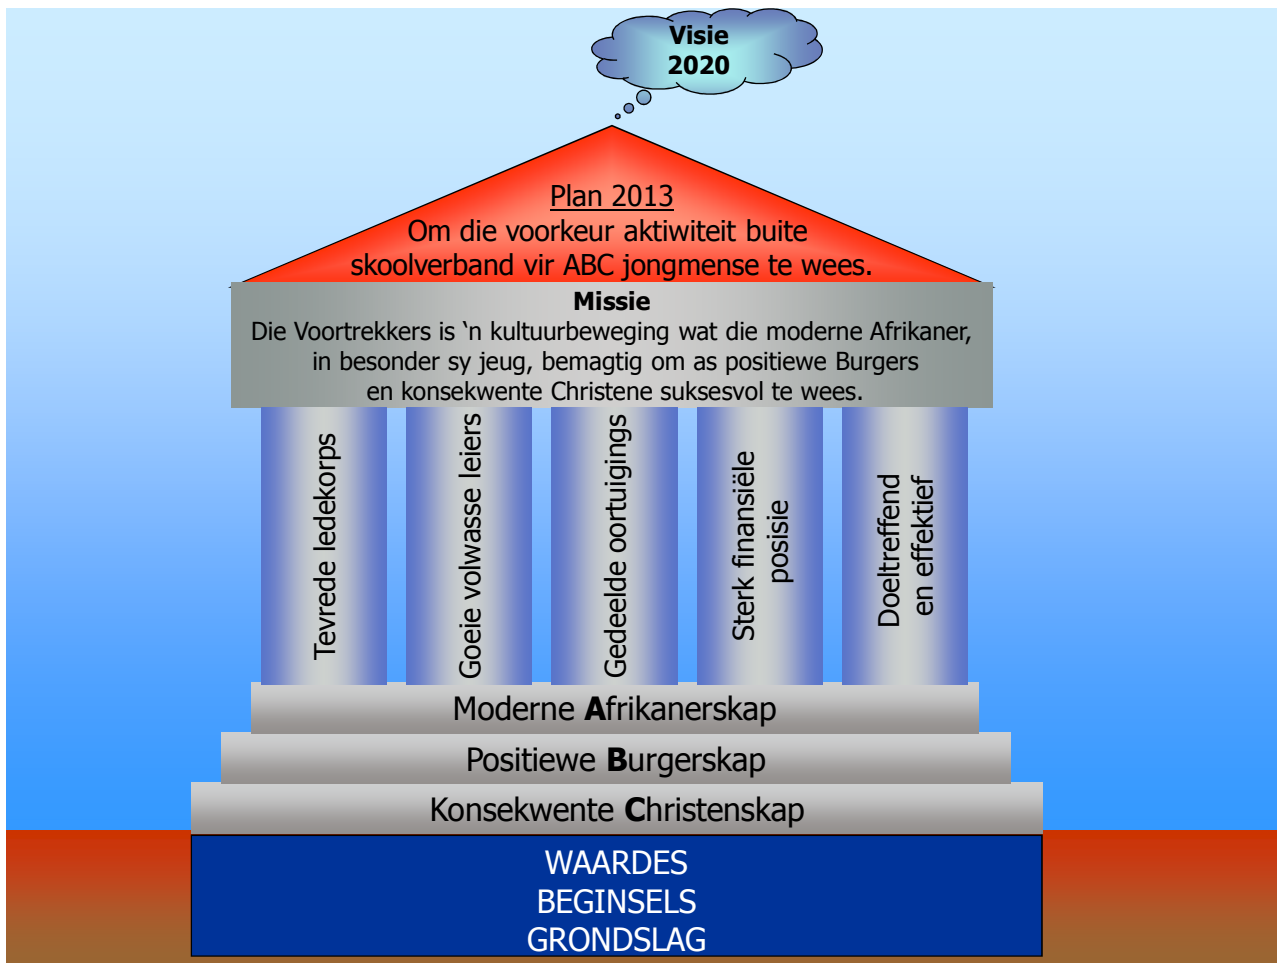 Visie
2020
Plan 2013
Om die voorkeur aktiwiteit buite
skoolverband vir ABC jongmense te wees.
Missie
Die Voortrekkers is ‘n kultuurbeweging wat die moderne Afrikaner,
in besonder sy jeug, bemagtig om as positiewe Burgers
en konsekwente Christene suksesvol te wees.
Tevrede ledekorps
Goeie volwasse leiers
Gedeelde oortuigings
Sterk finansiële
posisie
Doeltreffend
en effektief
Moderne Afrikanerskap
Positiewe Burgerskap
Konsekwente Christenskap
WAARDES
BEGINSELS
GRONDSLAG